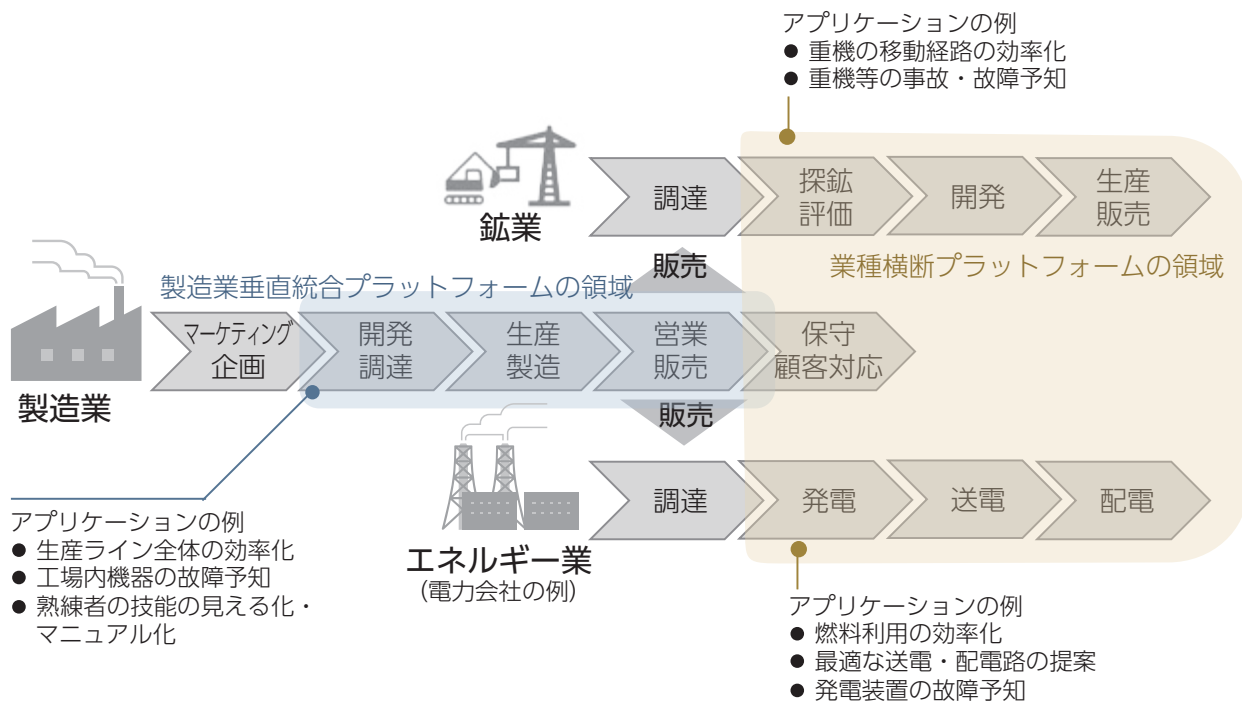 アプリケーションの例
● 重機の移動経路の効率化
● 重機等の事故・故障予知
鉱業
調達
探鉱
評価
開発
生産
販売
販売
業種横断プラットフォームの領域
製造業垂直統合プラットフォームの領域
製造業
マーケティング
企画
開発
調達
生産
製造
営業
販売
保守
顧客対応
販売
アプリケーションの例
● 生産ライン全体の効率化
● 工場内機器の故障予知
● 熟練者の技能の見える化・
マニュアル化
エネルギー業
(電力会社の例)
調達
発電
送電
配電
アプリケーションの例
● 燃料利用の効率化
● 最適な送電・配電路の提案
● 発電装置の故障予知